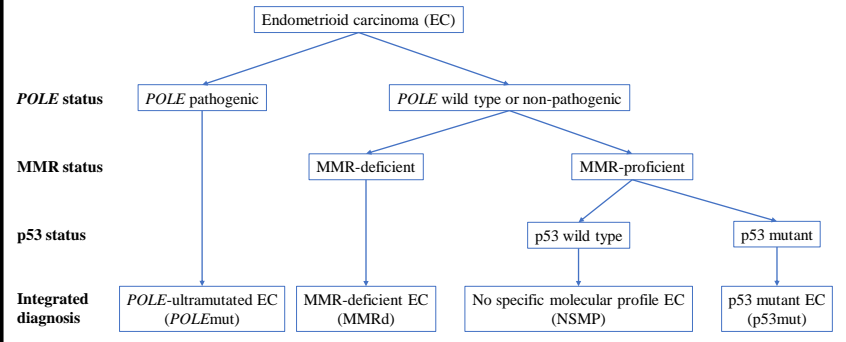 Endometrioid carcinoma (EC)
POLE status
POLE pathogenic
POLE wild type or non-pathogenic
MMR status
MMR-deficient
MMR-proficient
p53 status
p53 wild type
p53 mutant
Integrated
diagnosis
POLE-ultramutated EC
(POLEmut)
MMR-deficient EC
(MMRd)
No specific molecular profile EC
(NSMP)
p53 mutant EC
(p53mut)